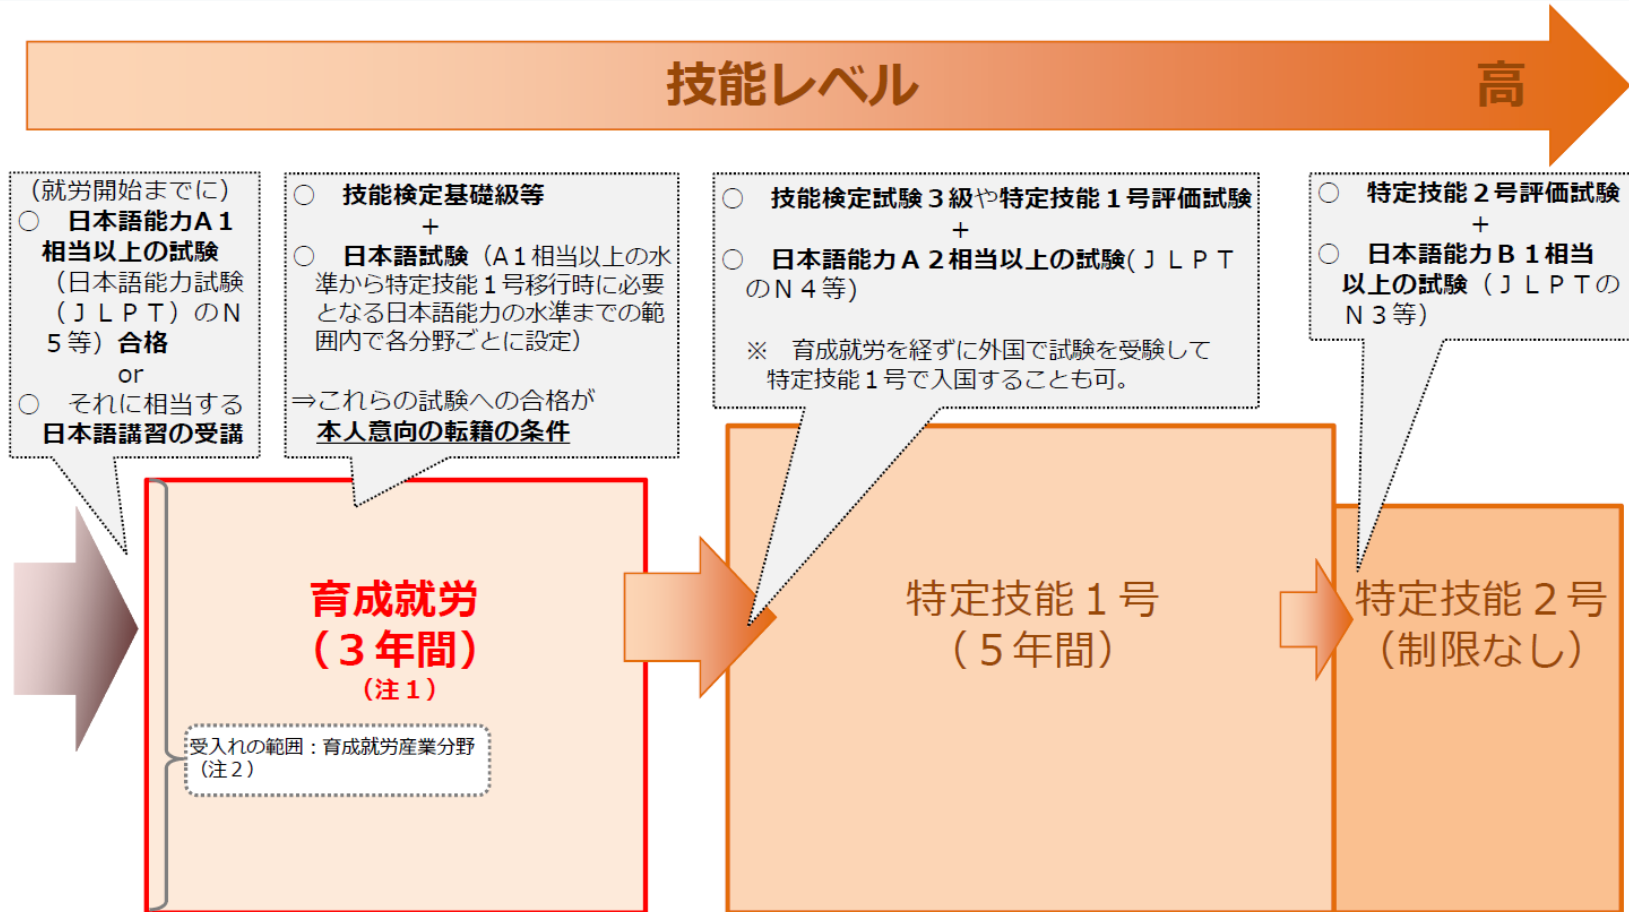 技能レベル 高
（就労開始までに）
○ 日本語能力Ａ１
相当以上の試験
（日本語能力試験
（ＪＬＰＴ）のＮ
５等）合格
or
○ それに相当する
日本語講習の受講
○ 技能検定基礎級等
+
○ 日本語試験（A１相当以上の水
準から特定技能１号移行時に必要
となる日本語能力の水準までの範
囲内で各分野ごとに設定）
⇒これらの試験への合格が
本人意向の転籍の条件
○ 技能検定試験３級や特定技能１号評価試験
+
○ 日本語能力Ａ２相当以上の試験(ＪＬＰＴ
のＮ４等)
※ 育成就労を経ずに外国で試験を受験して
特定技能１号で入国することも可。
○ 特定技能２号評価試験
+
○ 日本語能力Ｂ１相当
以上の試験（ＪＬＰＴの
Ｎ３等）
育成就労
（３年間）
（注１）
受入れの範囲：育成就労産業分野
（注２）
特定技能１号
（５年間）
特定技能２号
（制限なし）